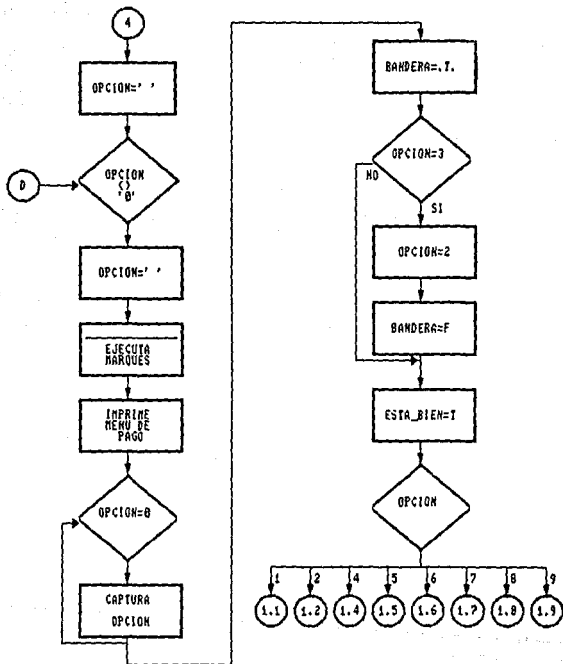 4
OPCION=' '
D
OPCION
<>
'0'
OPCION=' '
EJECUTA
MARQUES
IMPRIME
MENU DE
PAGO
OPCION=0
CAPTURA
OPCION
BANDERA=.T.
OPCION=3
NO
SI
OPCION=2
BANDERA=F
ESTA_BIEN=T
OPCION
1 2 4 5 6 7 8 9
1.1 1.2 1.4 1.5 1.6 1.7 1.8 1.9